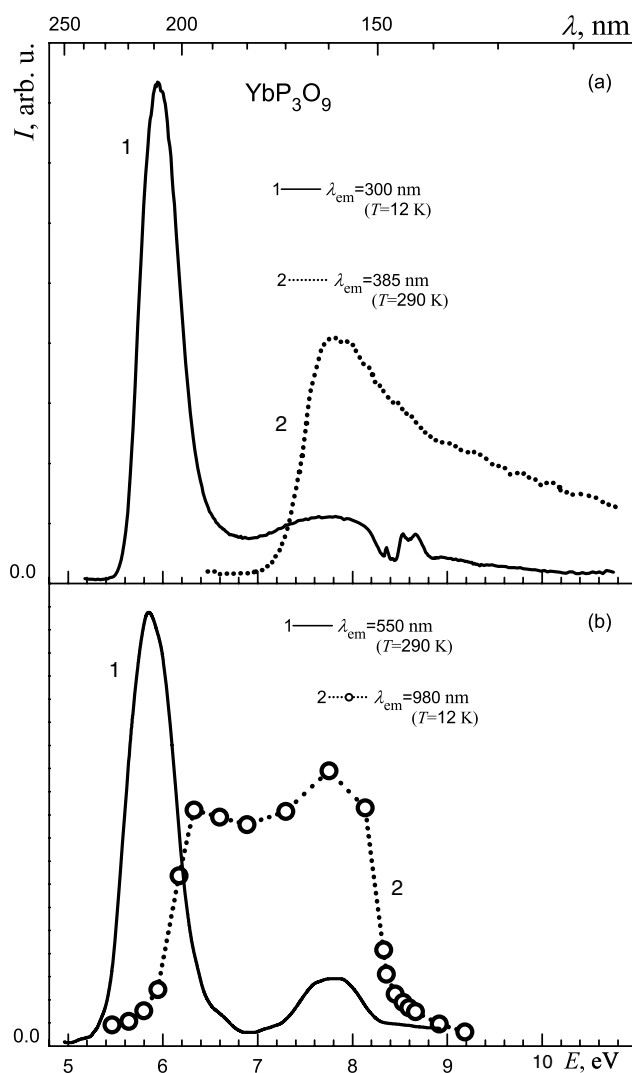 250 200 150 λ, nm
I, arb. u.
(a)
YbP3O9
1
1 λem=300 nm
(T=12 K)
2 λem=385 nm
(T=290 K)
2
0.0
(b)
1 λem=550 nm
(T=290 K)
1
2 λem=980 nm
(T=12 K)
2
0.0
5 6 7 8 9 10 E, eV